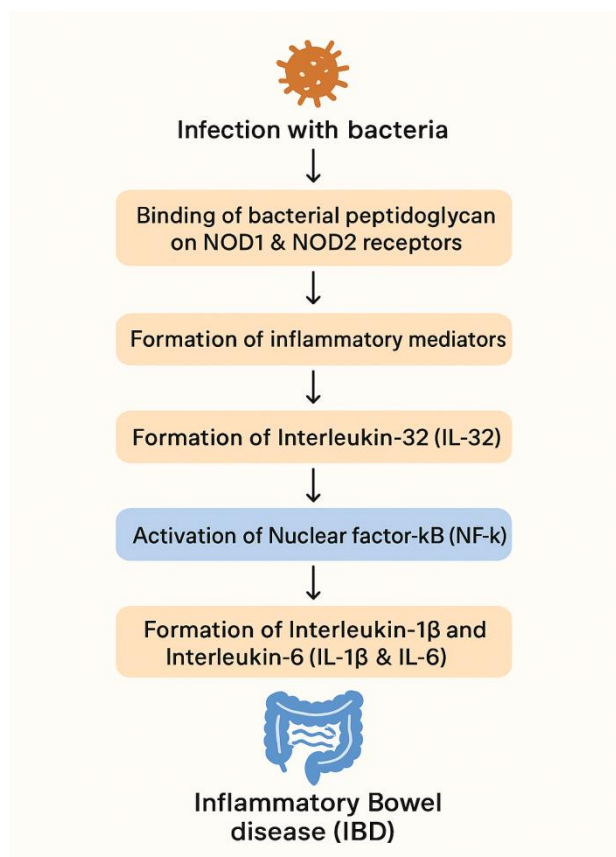 Infection with bacteria
Binding of bacterial peptidoglycan
on NOD1 & NOD2 receptors
Formation of inflammatory mediators
Formation of Interleukin-32 (IL-32)
Activation of Nuclear factor-kB (NF-k)
Formation of Interleukin-1β and
Interleukin-6 (IL-1β & IL-6)
Inflammatory Bowel
disease (IBD)